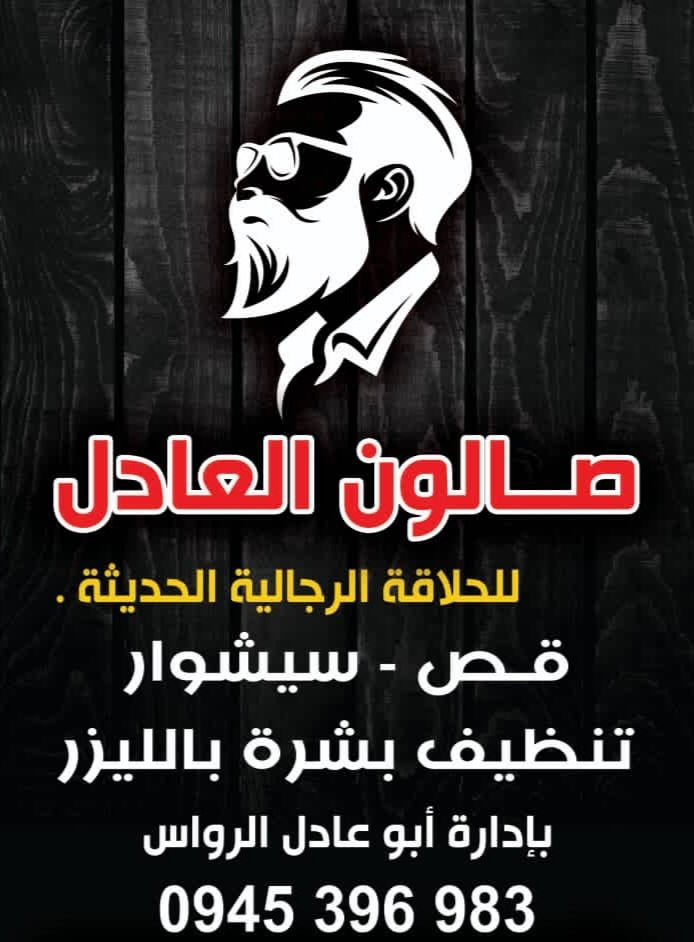 صالون العادل
للحلاقة الرجالية الحديثة .
قص - سيشوار
تنظيف بشرة بالليزر
بإدارة أبو عادل الرواس
0945 396 983